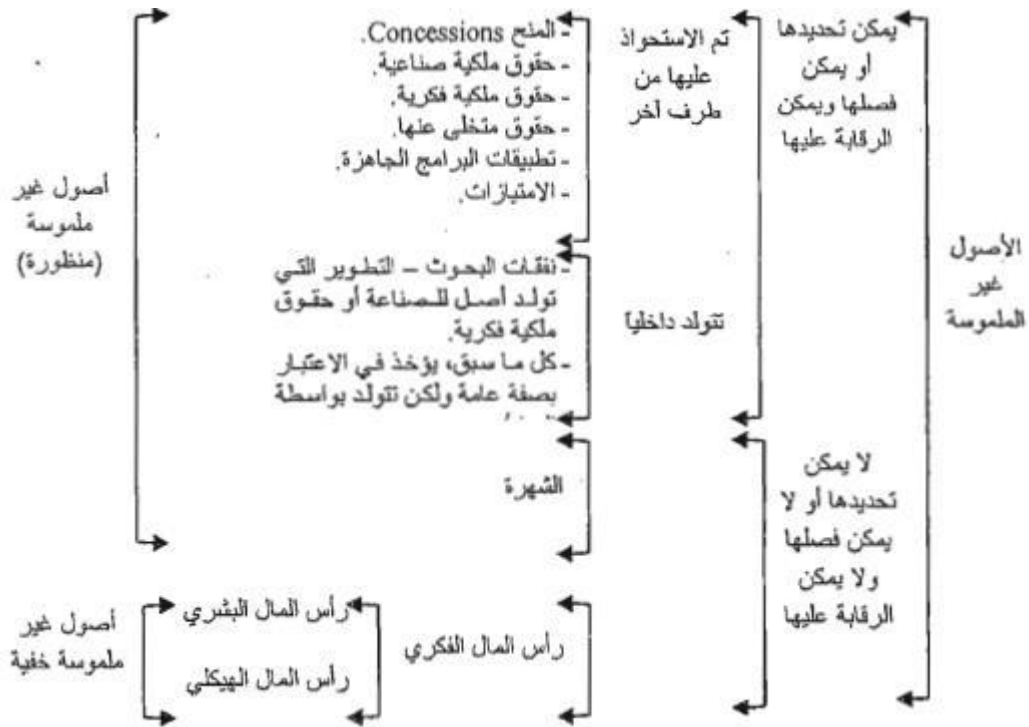 الأصول
غير
الملموسة
يمكن تحديدها
أو يمكن
فصلها ويمكن
الرقابة عليها
تم الاستحواذ
عليها من
طرف آخر
- المنح Concessions.
- حقوق ملكية صناعية.
- حقوق ملكية فكرية.
- حقوق متخلى عنها.
- تطبيقات البرامج الجاهزة.
- الامتيازات.
تتولد داخلياً
- نفقات البحوث – التطوير التي
تولد أصل للصناعة أو حقوق
ملكية فكرية.
- كل ما سبق، يؤخذ في الاعتبار
بصفة عامة ولكن تتولد بواسطة
أصول غير
ملموسة
(منظورة)
لا يمكن
تحديدها أو لا
يمكن فصلها
ولا يمكن
الرقابة عليها
الشهرة
رأس المال الفكري
رأس المال البشري
رأس المال الهيكلي
أصول غير
ملموسة خفية